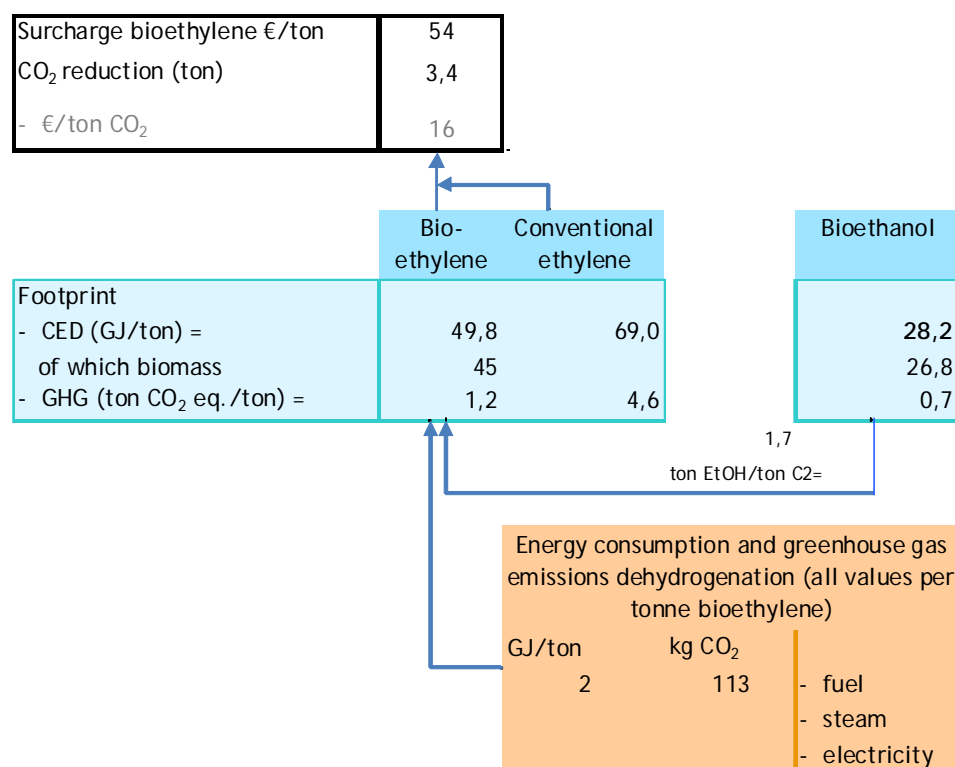 Surcharge bioethylene €/ton 54
CO₂ reduction (ton) 3,4
- €/ton CO₂ 16
Bio- Conventional Bioethanol
ethylene ethylene
Footprint
- CED (GJ/ton) = 49,8 69,0 28,2
of which biomass 45 26,8
- GHG (ton CO₂ eq./ton) = 1,2 4,6 0,7
1,7
ton EtOH/ton C2=
Energy consumption and greenhouse gas
emissions dehydrogenation (all values per
tonne bioethylene)
GJ/ton kg CO₂
2 113 - fuel
- steam
- electricity